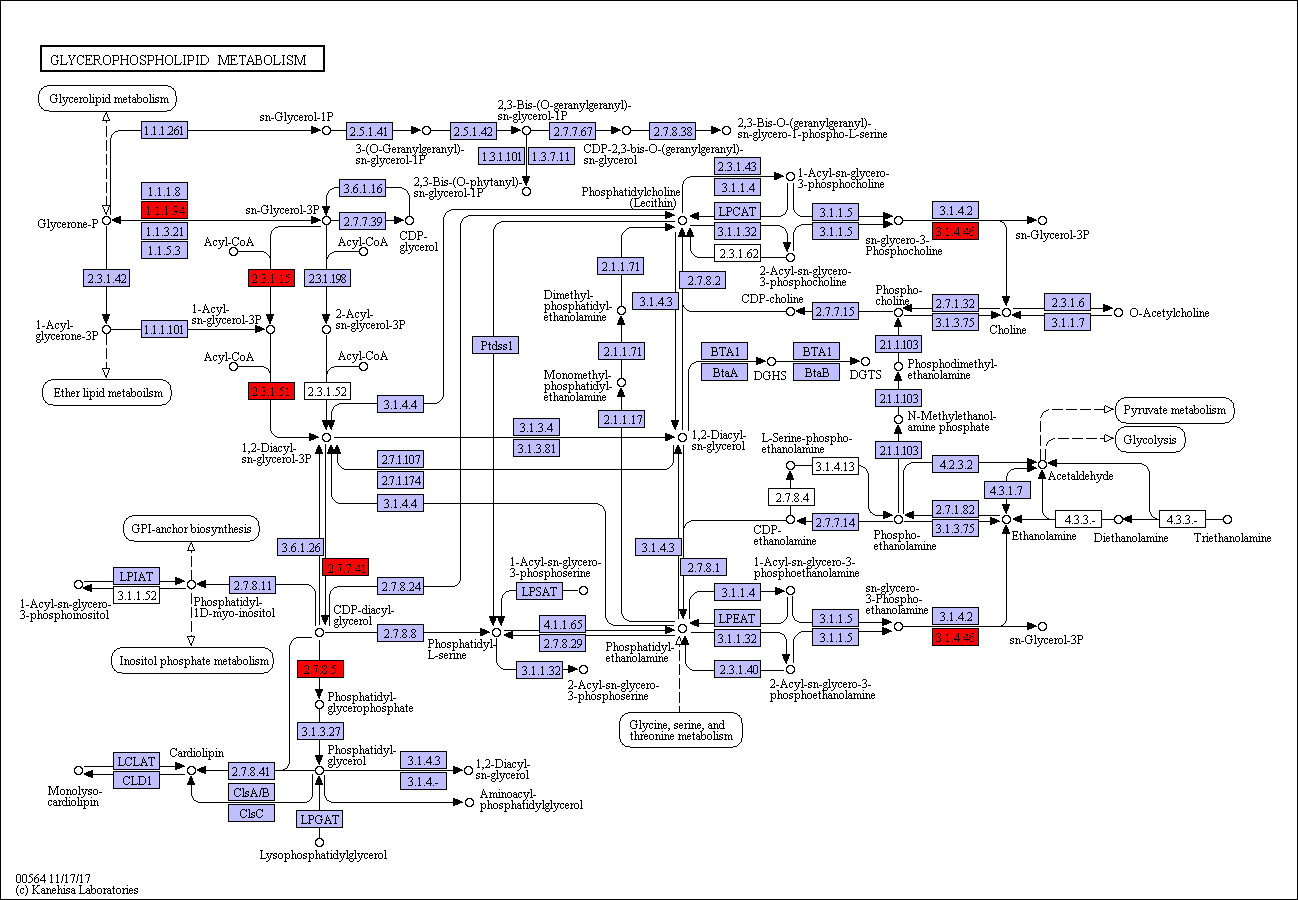 GLYCEROPHOSPHOLIPID METABOLISM
Glycerolipid metabolism
1.1.1.261
sn-Glycerol-1P
2.5.1.41
3-(O-Geranylgeranyl)-
sn-glycerol-1P
2.5.1.42
2,3-Bis-(O-geranylgeranyl)-
sn-glycerol-1P
2.7.7.67
CDP-2,3-bis-O-(geranylgeranyl)-
sn-glycerol
2.7.8.38
2,3-Bis-O-(geranylgeranyl)-
sn-glycero-1-phospho-L-serine
1.3.1.101
1.3.7.11
2,3-Bis-(O-phytanyl)-
sn-glycerol-1P
1.1.1.8
1.1.1.94
1.1.3.21
1.1.5.3
Glycerone-P
sn-Glycerol-3P
3.6.1.16
2.7.7.39
CDP-
glycerol
Acyl-CoA
Acyl-CoA
2.3.1.42
2.3.1.15
2.3.1.198
1-Acyl-
glycerone-3P
1.1.1.101
1-Acyl-
sn-glycerol-3P
2-Acyl-
sn-glycerol-3P
Acyl-CoA
Acyl-CoA
Ether lipid metabolism
2.3.1.51
2.3.1.52
3.1.4.4
1,2-Diacyl-
sn-glycerol-3P
2.7.1.107
2.7.1.174
3.1.4.4
3.1.3.4
3.1.3.81
1,2-Diacyl-
sn-glycerol
Ptdss1
Phosphatidylcholine
(Lecithin)
2.3.1.43
3.1.1.4
LPCAT
3.1.1.32
2.3.1.62
1-Acyl-sn-glycero-
3-phosphocholine
2-Acyl-sn-glycero-
3-phosphocholine
3.1.1.5
3.1.1.5
sn-glycero-3-
Phosphocholine
3.1.4.2
3.1.4.46
sn-Glycerol-3P
2.1.1.71
Dimethyl-
phosphatidyl-
ethanolamine
2.1.1.71
Monomethyl-
phosphatidyl-
ethanolamine
2.1.1.17
3.1.4.3
2.7.8.2
CDP-choline
2.7.7.15
Phospho-
choline
2.7.1.32
3.1.3.75
Choline
2.3.1.6
3.1.1.7
O-Acetylcholine
BTA1
BtaA
DGHS
BTA1
BtaB
DGTS
2.1.1.103
Phosphodimethyl-
ethanolamine
2.1.1.103
N-Methylethanol-
amine phosphate
2.1.1.103
L-Serine-phospho-
ethanolamine
3.1.4.13
2.7.8.4
CDP-
ethanolamine
2.7.7.14
Phospho-
ethanolamine
4.2.3.2
4.3.1.7
2.7.1.82
3.1.3.75
Acetaldehyde
Pyruvate metabolism
Glycolysis
Ethanolamine
4.3.3.-
Diethanolamine
4.3.3.-
Triethanolamine
GPI-anchor biosynthesis
3.6.1.26
2.7.7.41
LPIAT
3.1.1.52
1-Acyl-sn-glycero-
3-phosphoinositol
Phosphatidyl-
1D-myo-inositol
2.7.8.11
2.7.8.24
Inositol phosphate metabolism
CDP-diacyl-
glycerol
2.7.8.8
Phosphatidyl-
L-serine
1-Acyl-sn-glycero-
3-phosphoserine
LPSAT
4.1.1.65
2.7.8.29
3.1.1.32
2-Acyl-sn-glycero-
3-phosphoserine
3.1.4.3
2.7.8.1
Phosphatidyl-
ethanolamine
1-Acyl-sn-glycero-3-
phosphoethanolamine
3.1.1.4
LPEAT
3.1.1.32
2.3.1.40
2-Acyl-sn-glycero-3-
phosphoethanolamine
3.1.1.5
3.1.1.5
sn-glycero-
3-Phospho-
ethanolamine
3.1.4.2
3.1.4.46
sn-Glycerol-3P
Glycine, serine, and
threonine metabolism
2.7.8.5
Phosphatidyl-
glycerophosphate
3.1.3.27
Phosphatidyl-
glycerol
3.1.4.3
3.1.4.-
1,2-Diacyl-
sn-glycerol
Aminoacyl-
phosphatidylglycerol
LCLAT
CLD1
Monolyso-
cardiolipin
Cardiolipin
2.7.8.41
ClsA/B
ClsC
LPGAT
Lysophosphatidylglycerol
00564 11/17/17
(c) Kanehisa Laboratories